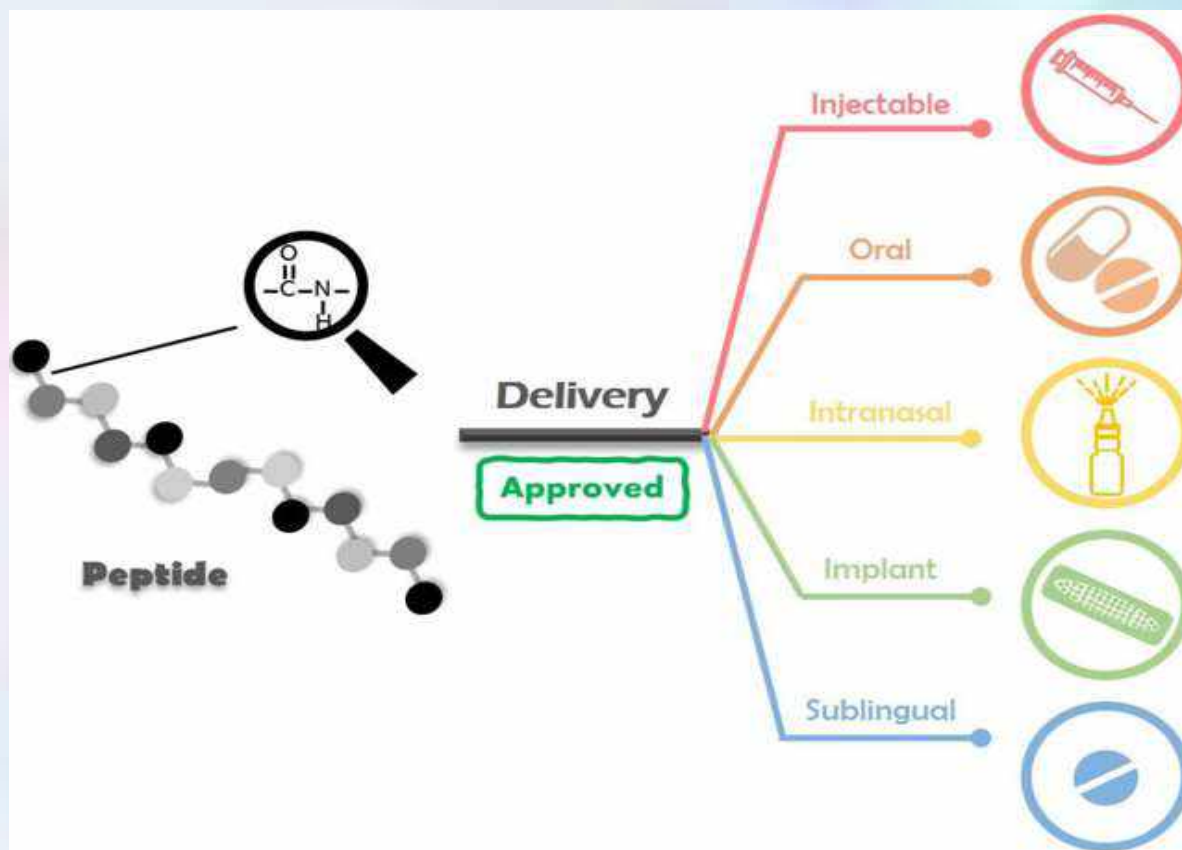 Injectable
O
C N
H
Oral
Delivery
Intranasal
Approved
Peptide
Implant
Sublingual